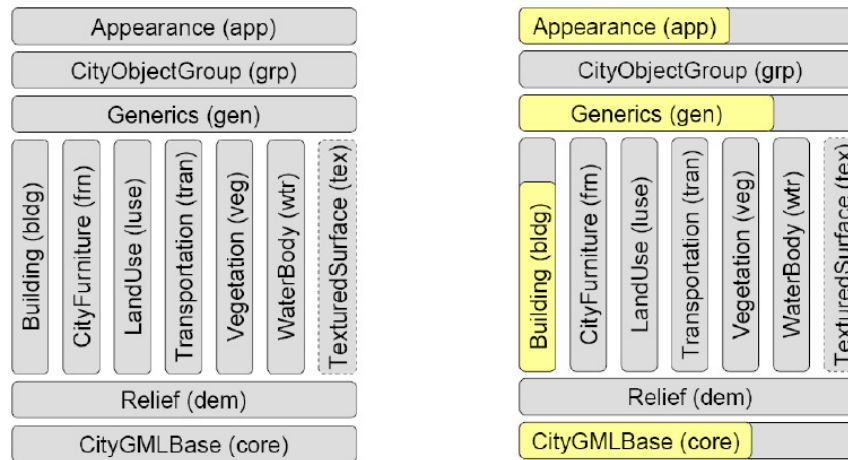 Appearance (app)
CityObjectGroup (grp)
Generics (gen)
Building (bldg)
CityFurniture (frn)
LandUse (luse)
Transportation (tran)
Vegetation (veg)
WaterBody (wtr)
TexturedSurface (tex)
Relief (dem)
CityGMLBase (core)
Appearance (app)
CityObjectGroup (grp)
Generics (gen)
Building (bldg)
CityFurniture (frn)
LandUse (luse)
Transportation (tran)
Vegetation (veg)
WaterBody (wtr)
TexturedSurface (tex)
Relief (dem)
CityGMLBase (core)